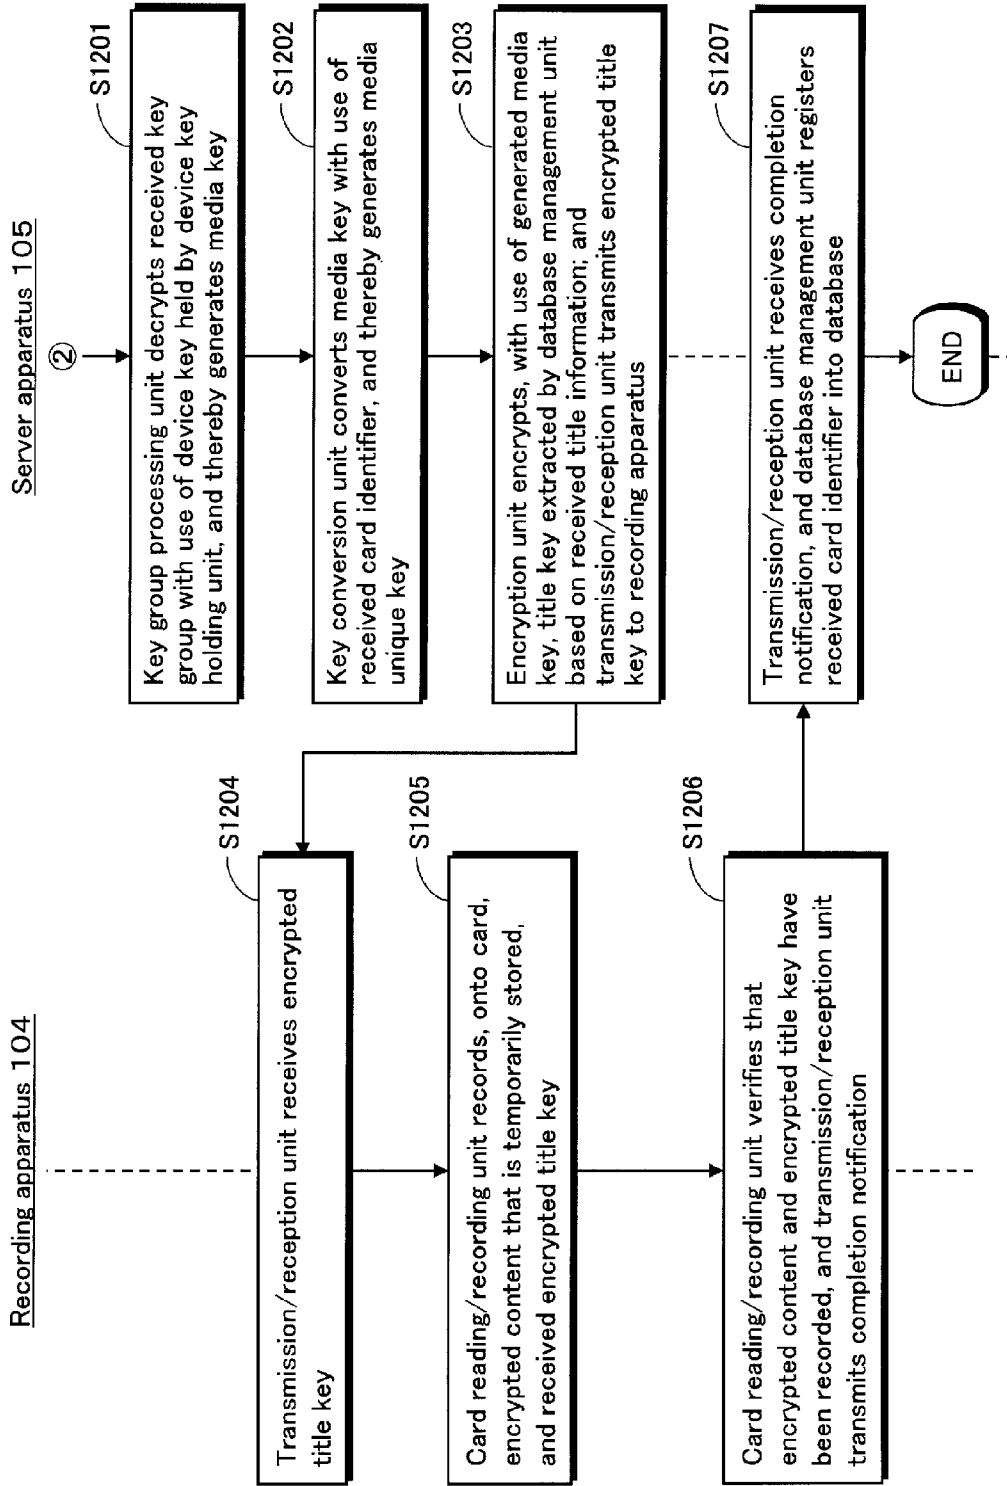 Recording apparatus 104
Server apparatus 105
②
S1201
Key group processing unit decrypts received key
group with use of device key held by device key
holding unit, and thereby generates media key
S1202
Key conversion unit converts media key with use of
received card identifier, and thereby generates media
unique key
S1203
Encryption unit encrypts, with use of generated media
key, title key extracted by database management unit
based on received title information; and
transmission/reception unit transmits encrypted title
key to recording apparatus
S1204
Transmission/reception unit receives encrypted
title key
S1205
Card reading/recording unit records, onto card,
encrypted content that is temporarily stored,
and received encrypted title key
S1206
Card reading/recording unit verifies that
encrypted content and encrypted title key have
been recorded, and transmission/reception unit
transmits completion notification
S1207
Transmission/reception unit receives completion
notification, and database management unit registers
received card identifier into database
END